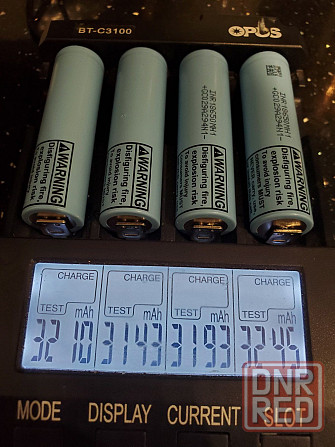 BT-C3100
OPUS
INR18650MH1
INR18650MH1
⚠WARNING
Disfiguring fire,
explosion risk
⚠WARNING
Disfiguring fire,
explosion risk
⚠WARNING
Disfiguring fire,
explosion risk
⚠WARNING
Disfiguring fire,
explosion risk
CHARGE CHARGE CHARGE CHARGE
TEST TEST TEST TEST
mAh mAh mAh mAh
3210 3143 3193 3245
MODE DISPLAY CURRENT SLOT
DNR
RED